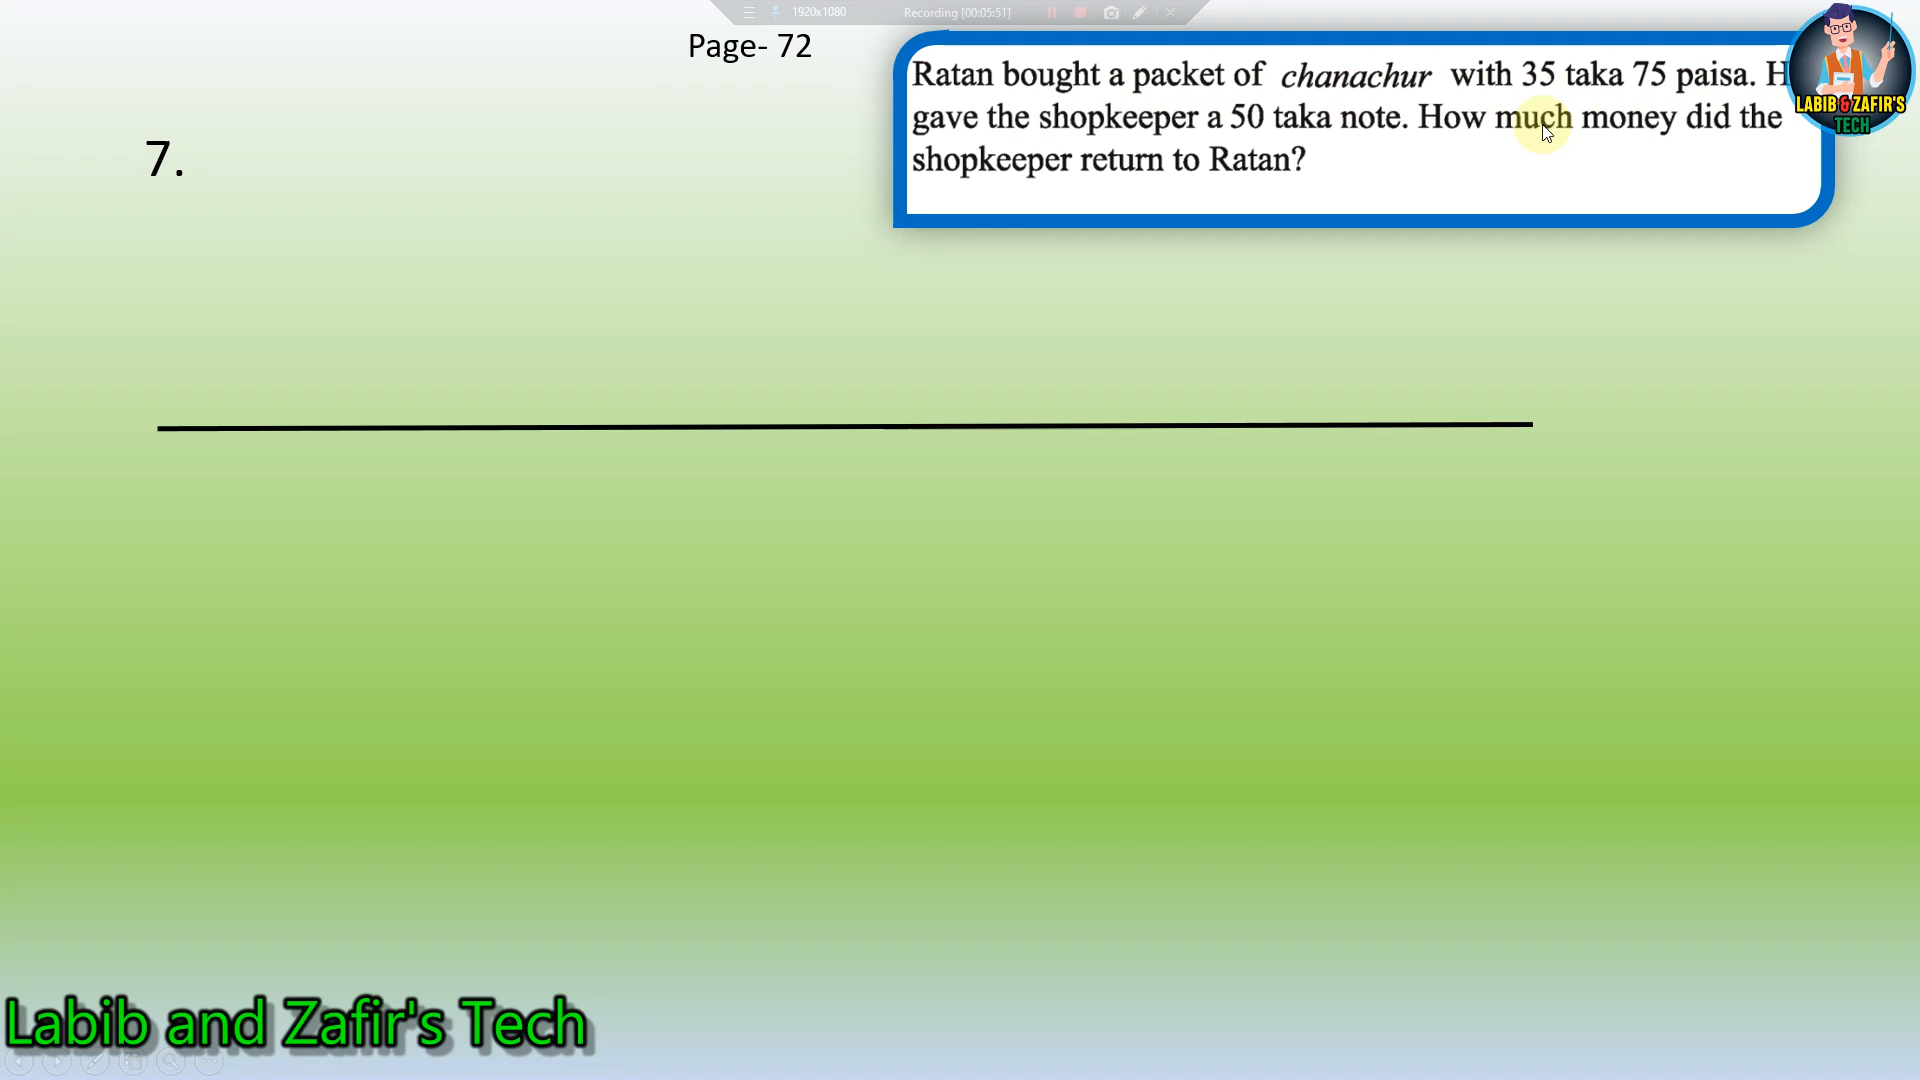 1920x1080
Recording [00:05:51]
Page- 72
Ratan bought a packet of chanachur with 35 taka 75 paisa. H
gave the shopkeeper a 50 taka note. How much money did the
shopkeeper return to Ratan?
LABIB & ZAFIR'S
TECH
7.
Labib and Zafir's Tech